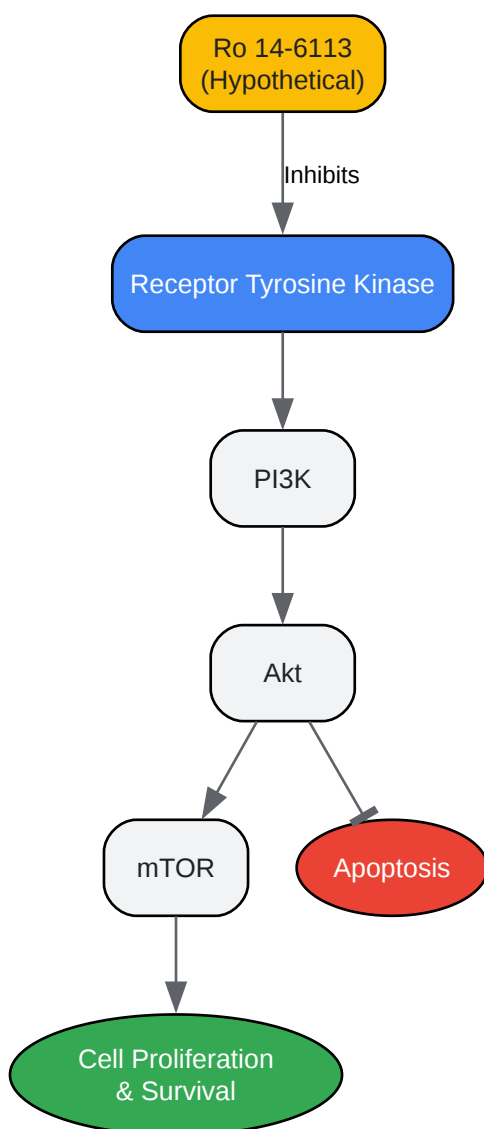 Ro 14-6113
(Hypothetical)
Inhibits
Receptor Tyrosine Kinase
PI3K
Akt
mTOR
Apoptosis
Cell Proliferation
& Survival